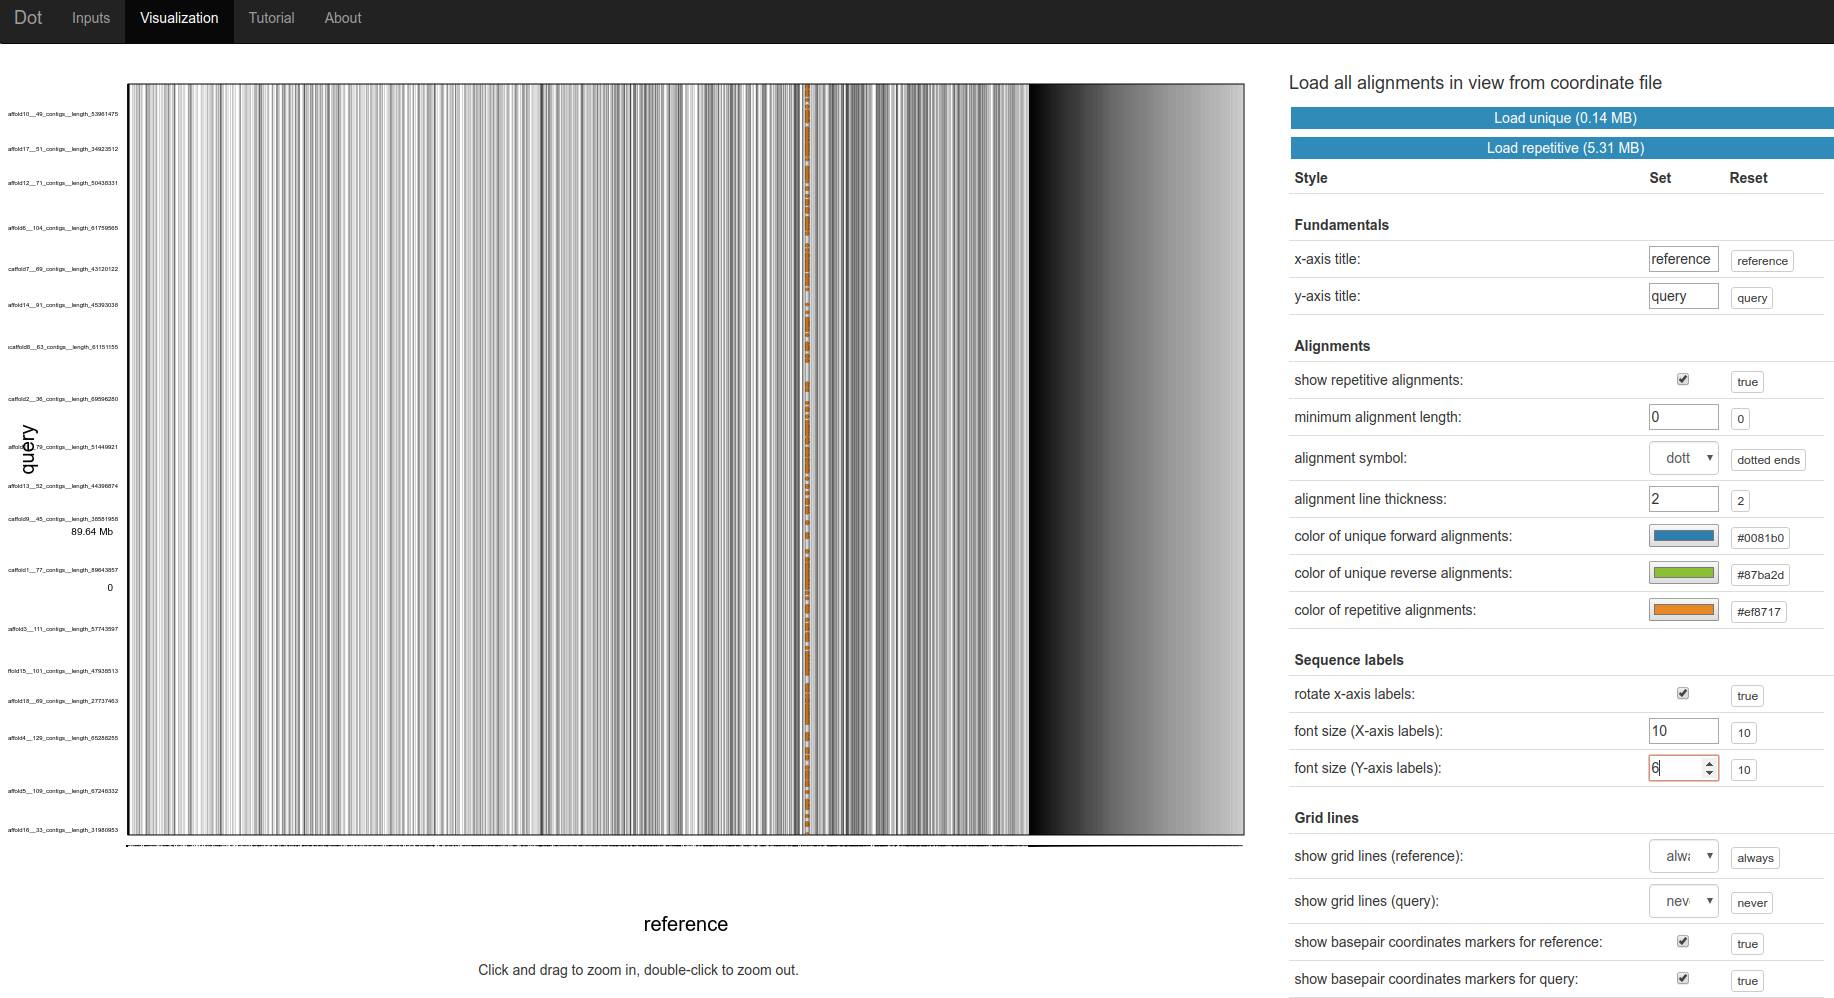 Dot Inputs Visualization Tutorial About
affold10__49_contigs__length_53961475
affold17__51_contigs__length_34923512
affold12__71_contigs__length_50438331
affold6__104_contigs__length_61759565
caffold7__69_contigs__length_43120122
affold14__91_contigs__length_45393038
caffold8__63_contigs__length_61151155
caffold2__36_contigs__length_69596280
79_contigs__length_51449921
query
affold13__52_contigs__length_44396874
caffold9__45_contigs__length_38581958
89.64 Mb
caffold1__77_contigs__length_89643857
0
affold3__111_contigs__length_57743597
ffold15__101_contigs__length_47938513
affold18__69_contigs__length_27737463
affold4__129_contigs__length_65288255
affold5__109_contigs__length_67248332
affold16__33_contigs__length_31980953
reference
Click and drag to zoom in, double-click to zoom out.
Load all alignments in view from coordinate file
Load unique (0.14 MB)
Load repetitive (5.31 MB)
Style Set Reset
Fundamentals
x-axis title: reference reference
y-axis title: query query
Alignments
show repetitive alignments: true
minimum alignment length: 0 0
alignment symbol: dott dotted ends
alignment line thickness: 2 2
color of unique forward alignments: #0081b0
color of unique reverse alignments: #87ba2d
color of repetitive alignments: #ef8717
Sequence labels
rotate x-axis labels: true
font size (X-axis labels): 10 10
font size (Y-axis labels): 6 10
Grid lines
show grid lines (reference): alwa always
show grid lines (query): nev never
show basepair coordinates markers for reference: true
show basepair coordinates markers for query: true